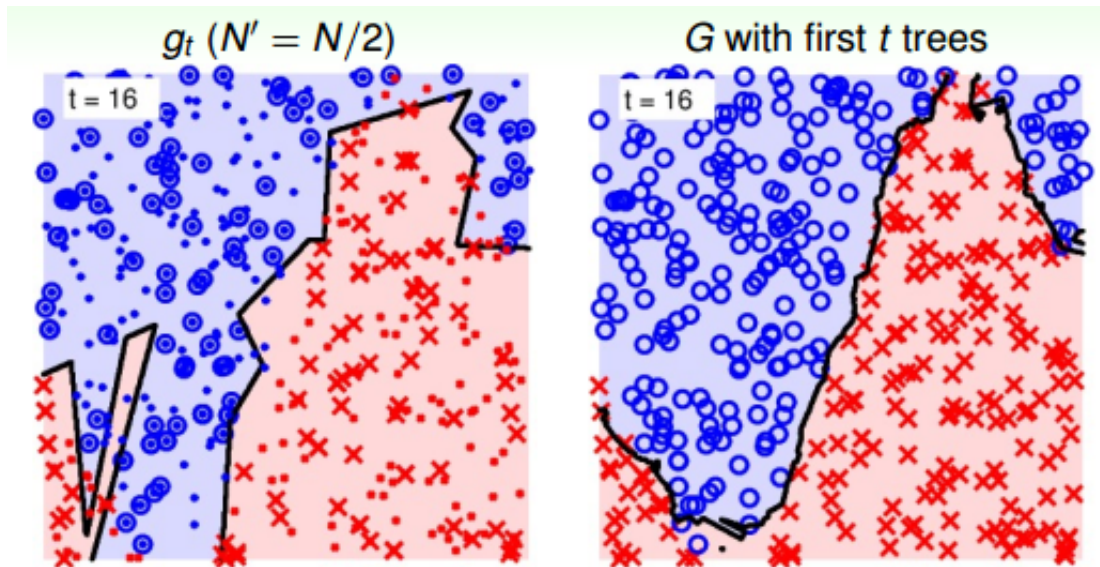 g_t (N′ = N/2)
G with first t trees
t = 16
t = 16